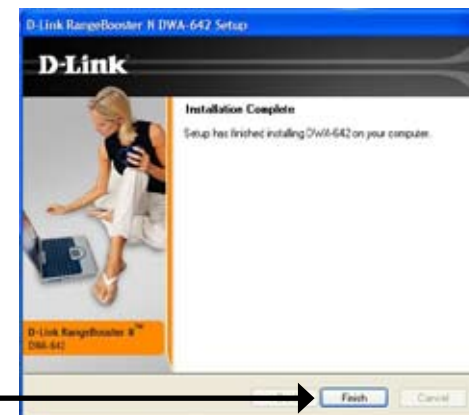 D-Link RangeBooster N DWA-642 Setup
D-Link
Installation Complete
Setup has finished installing DWA-642 on your computer.
D-Link RangeBooster N™
DWA-642
Finish
Cancel